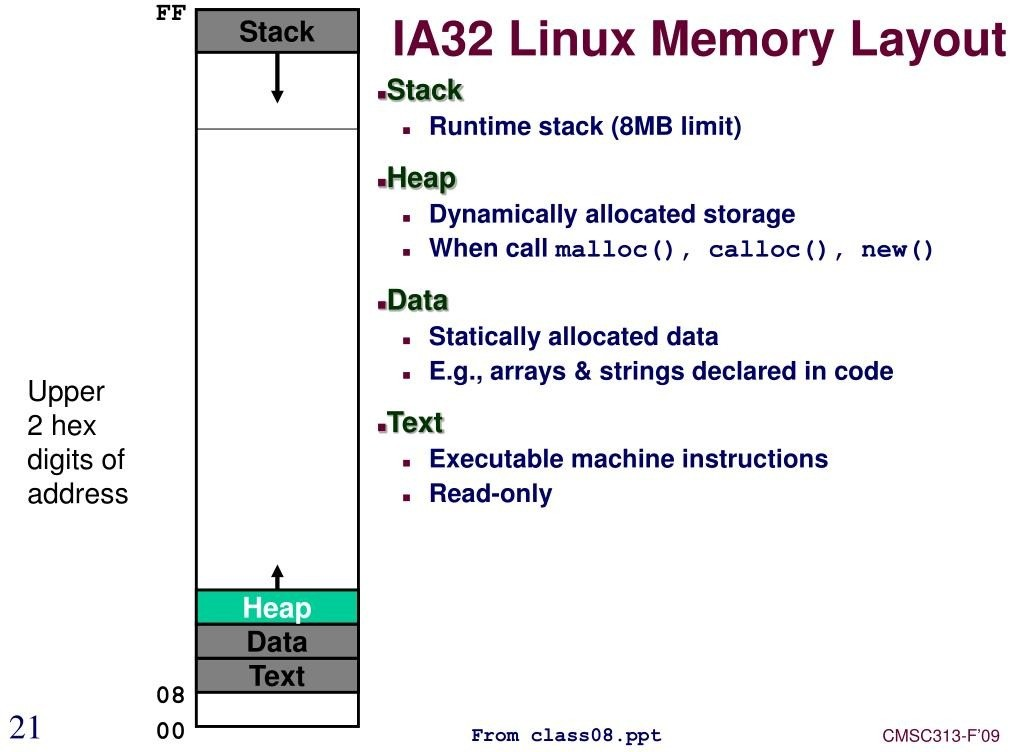 FF
Stack
IA32 Linux Memory Layout
Stack
Runtime stack (8MB limit)
Heap
Dynamically allocated storage
When call malloc(), calloc(), new()
Data
Statically allocated data
E.g., arrays & strings declared in code
Text
Executable machine instructions
Read-only
Upper
2 hex
digits of
address
Heap
Data
Text
08
00
21
From class08.ppt
CMSC313-F’09